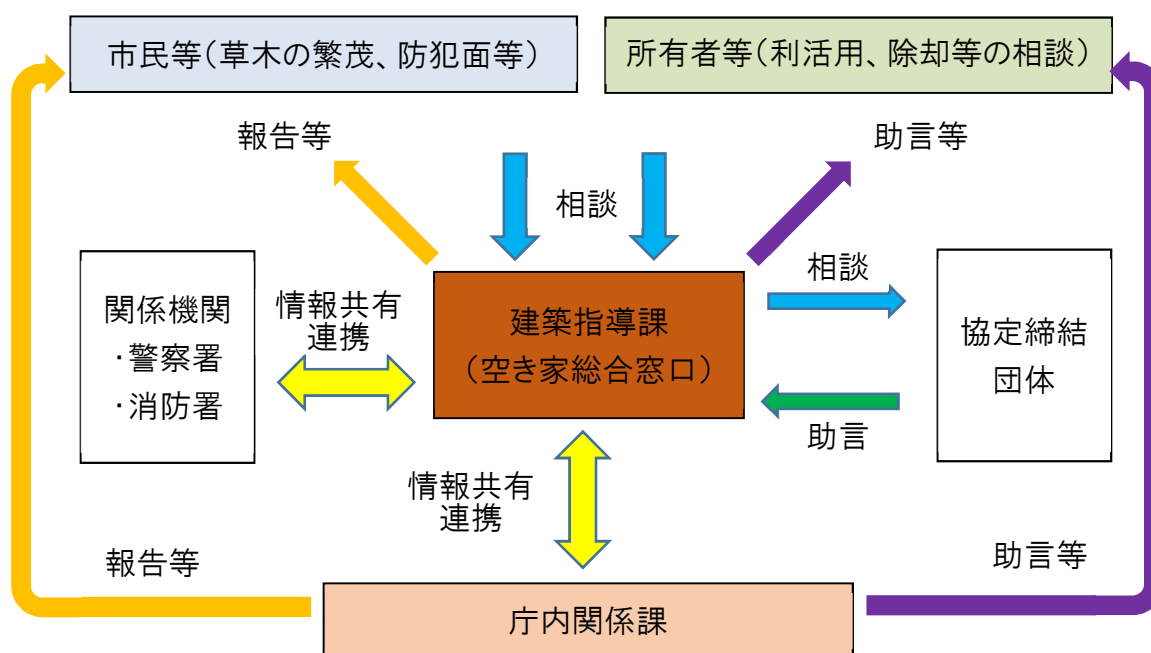 市民等（草木の繁茂、防犯面等）
所有者等（利活用、除却等の相談）
報告等
助言等
相談
相談
関係機関
・警察署
・消防署
情報共有
連携
建築指導課
（空き家総合窓口）
協定締結
団体
助言
情報共有
連携
報告等
助言等
庁内関係課